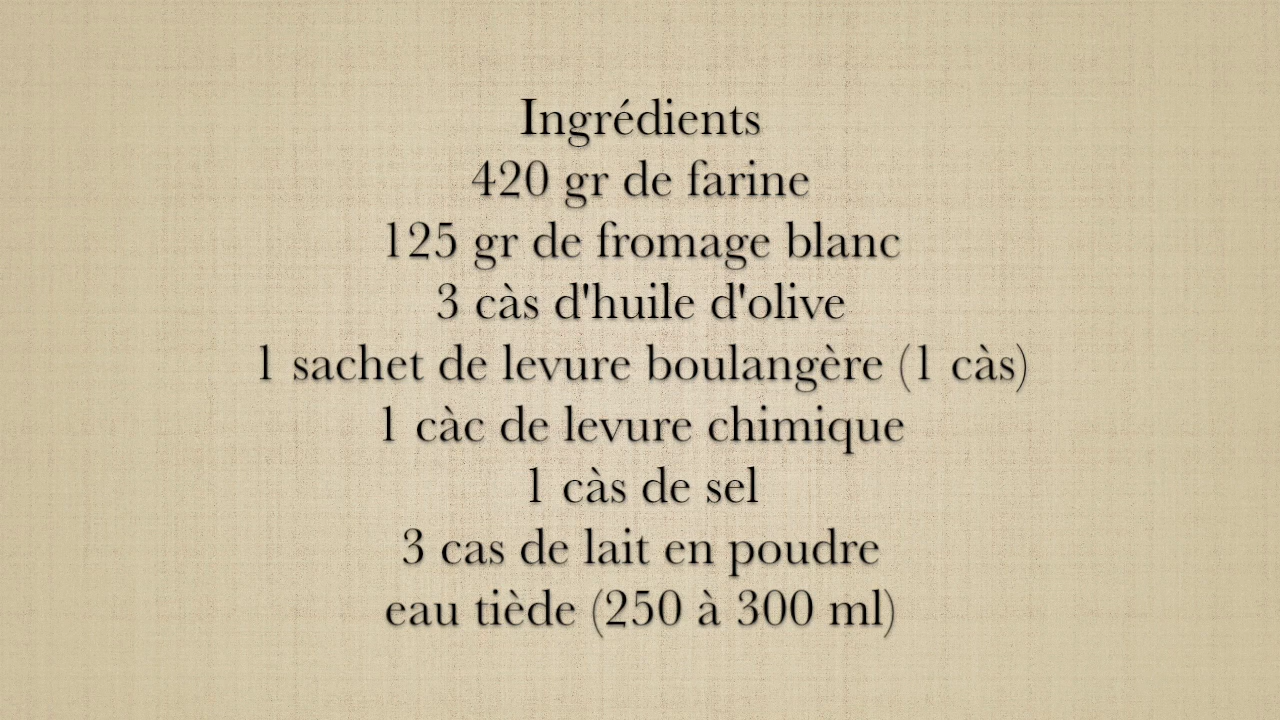 Ingrédients
420 gr de farine
125 gr de fromage blanc
3 càs d'huile d'olive
1 sachet de levure boulangère (1 càs)
1 càc de levure chimique
1 càs de sel
3 cas de lait en poudre
eau tiède (250 à 300 ml)